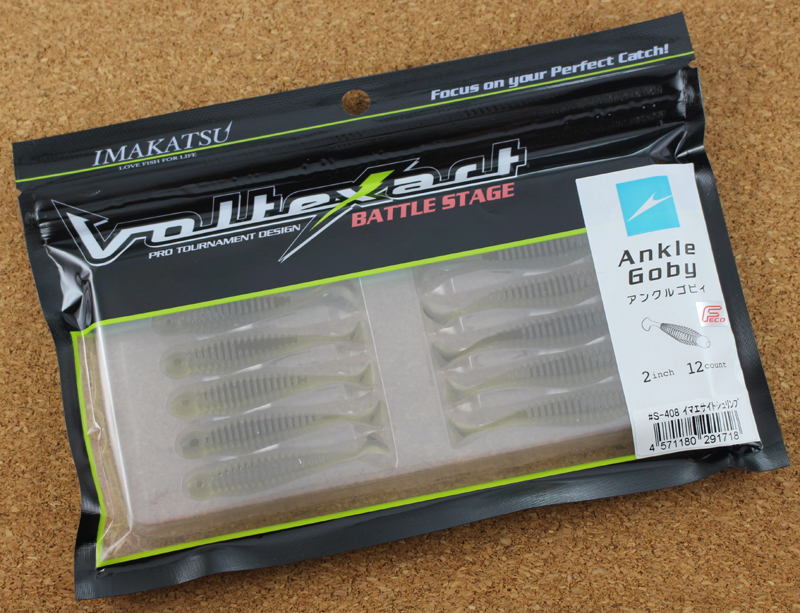 Focus on your Perfect Catch!
IMAKATSU
LOVE FISH FOR LIFE
Voltexact
BATTLE STAGE
PRO TOURNAMENT DESIGN
Ankle
Goby
アンクルゴビィ
FECO
2inch 12count
#S-408 イマエサイトシュリンプ
4 571180 291718